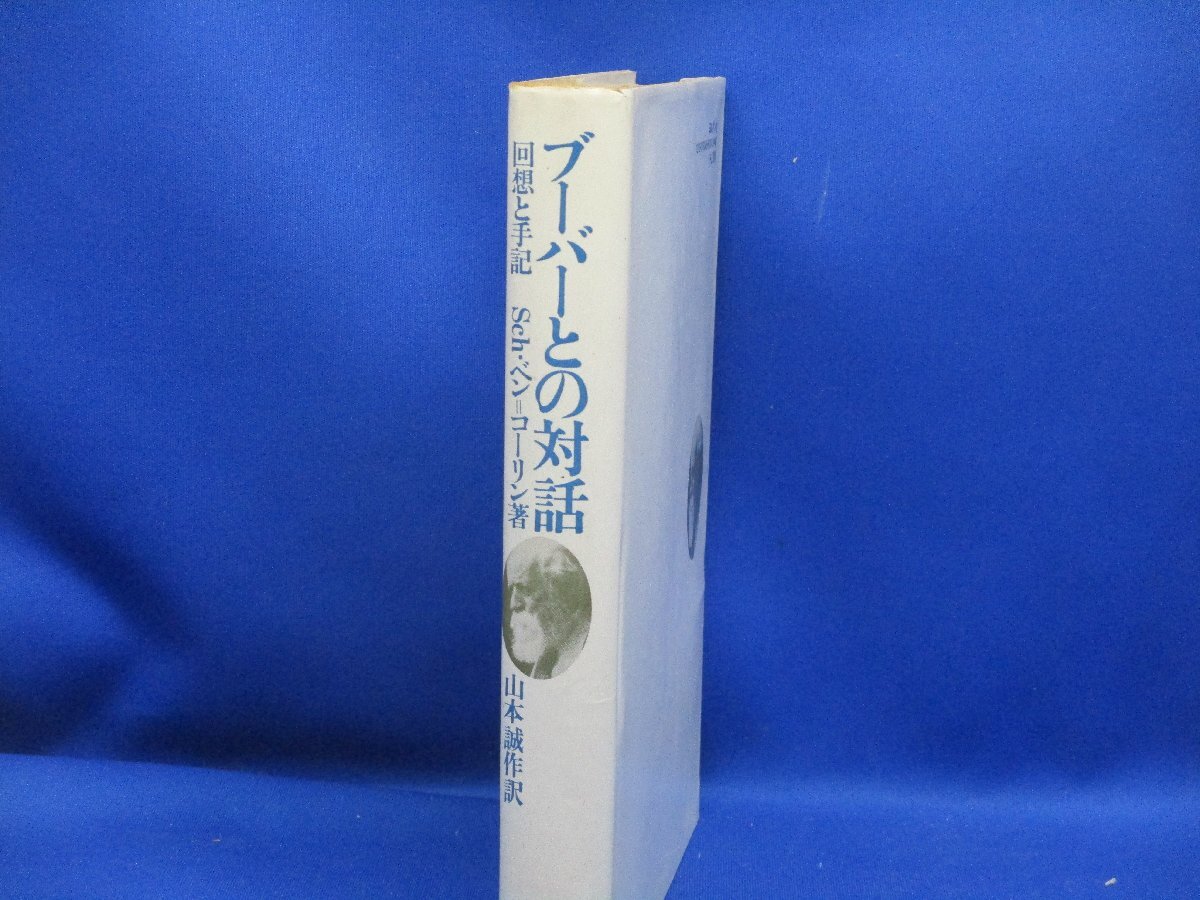 ブーバーとの対話
回想と手記 Sch・ベン=コーリン著
山本誠作訳